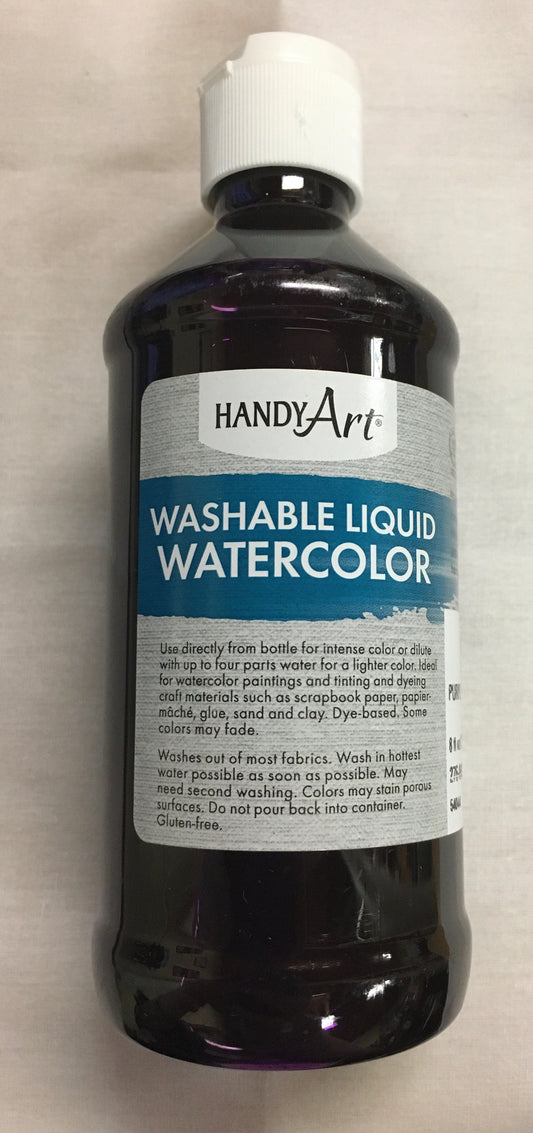 HANDY Art®
WASHABLE LIQUID
WATERCOLOR
Use directly from bottle for intense color or dilute
with up to four parts water for a lighter color. Ideal
for watercolor paintings and tinting and dyeing
craft materials such as scrapbook paper, papier-
mâché, glue, sand and clay. Dye-based. Some
colors may fade.
Washes out of most fabrics. Wash in hottest
water possible as soon as possible. May
need second washing. Colors may stain porous
surfaces. Do not pour back into container.
Gluten-free.
8 fl